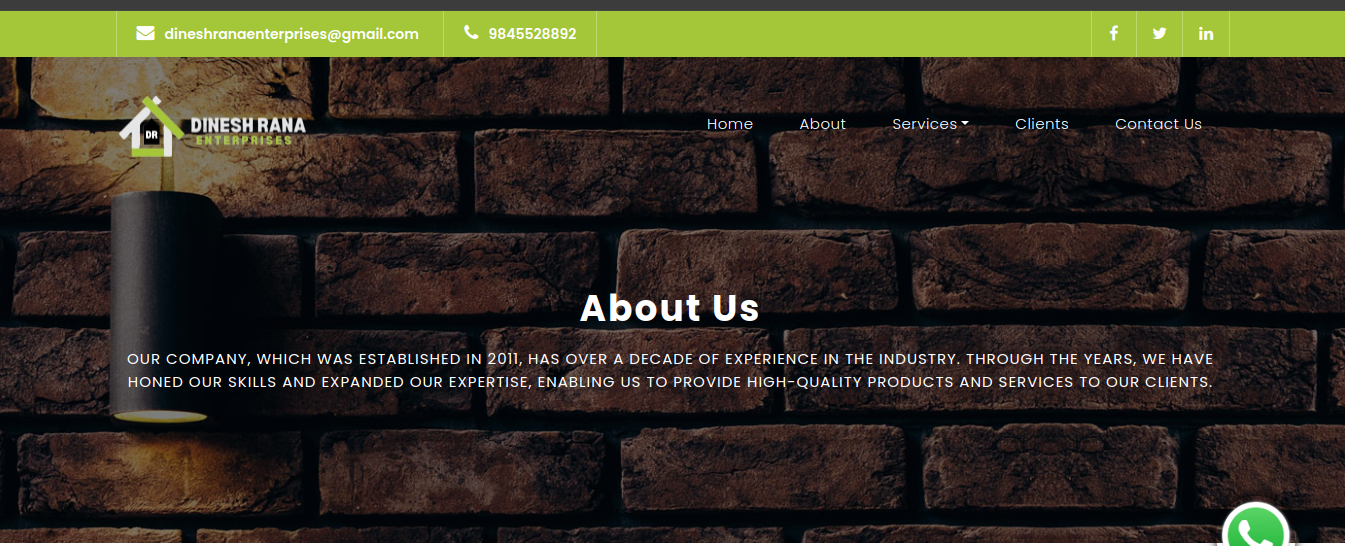 dineshranaenterprises@gmail.com
9845528892
DR
DINESH RANA
ENTERPRISES
Home
About
Services
Clients
Contact Us
About Us
OUR COMPANY, WHICH WAS ESTABLISHED IN 2011, HAS OVER A DECADE OF EXPERIENCE IN THE INDUSTRY. THROUGH THE YEARS, WE HAVE
HONED OUR SKILLS AND EXPANDED OUR EXPERTISE, ENABLING US TO PROVIDE HIGH-QUALITY PRODUCTS AND SERVICES TO OUR CLIENTS.